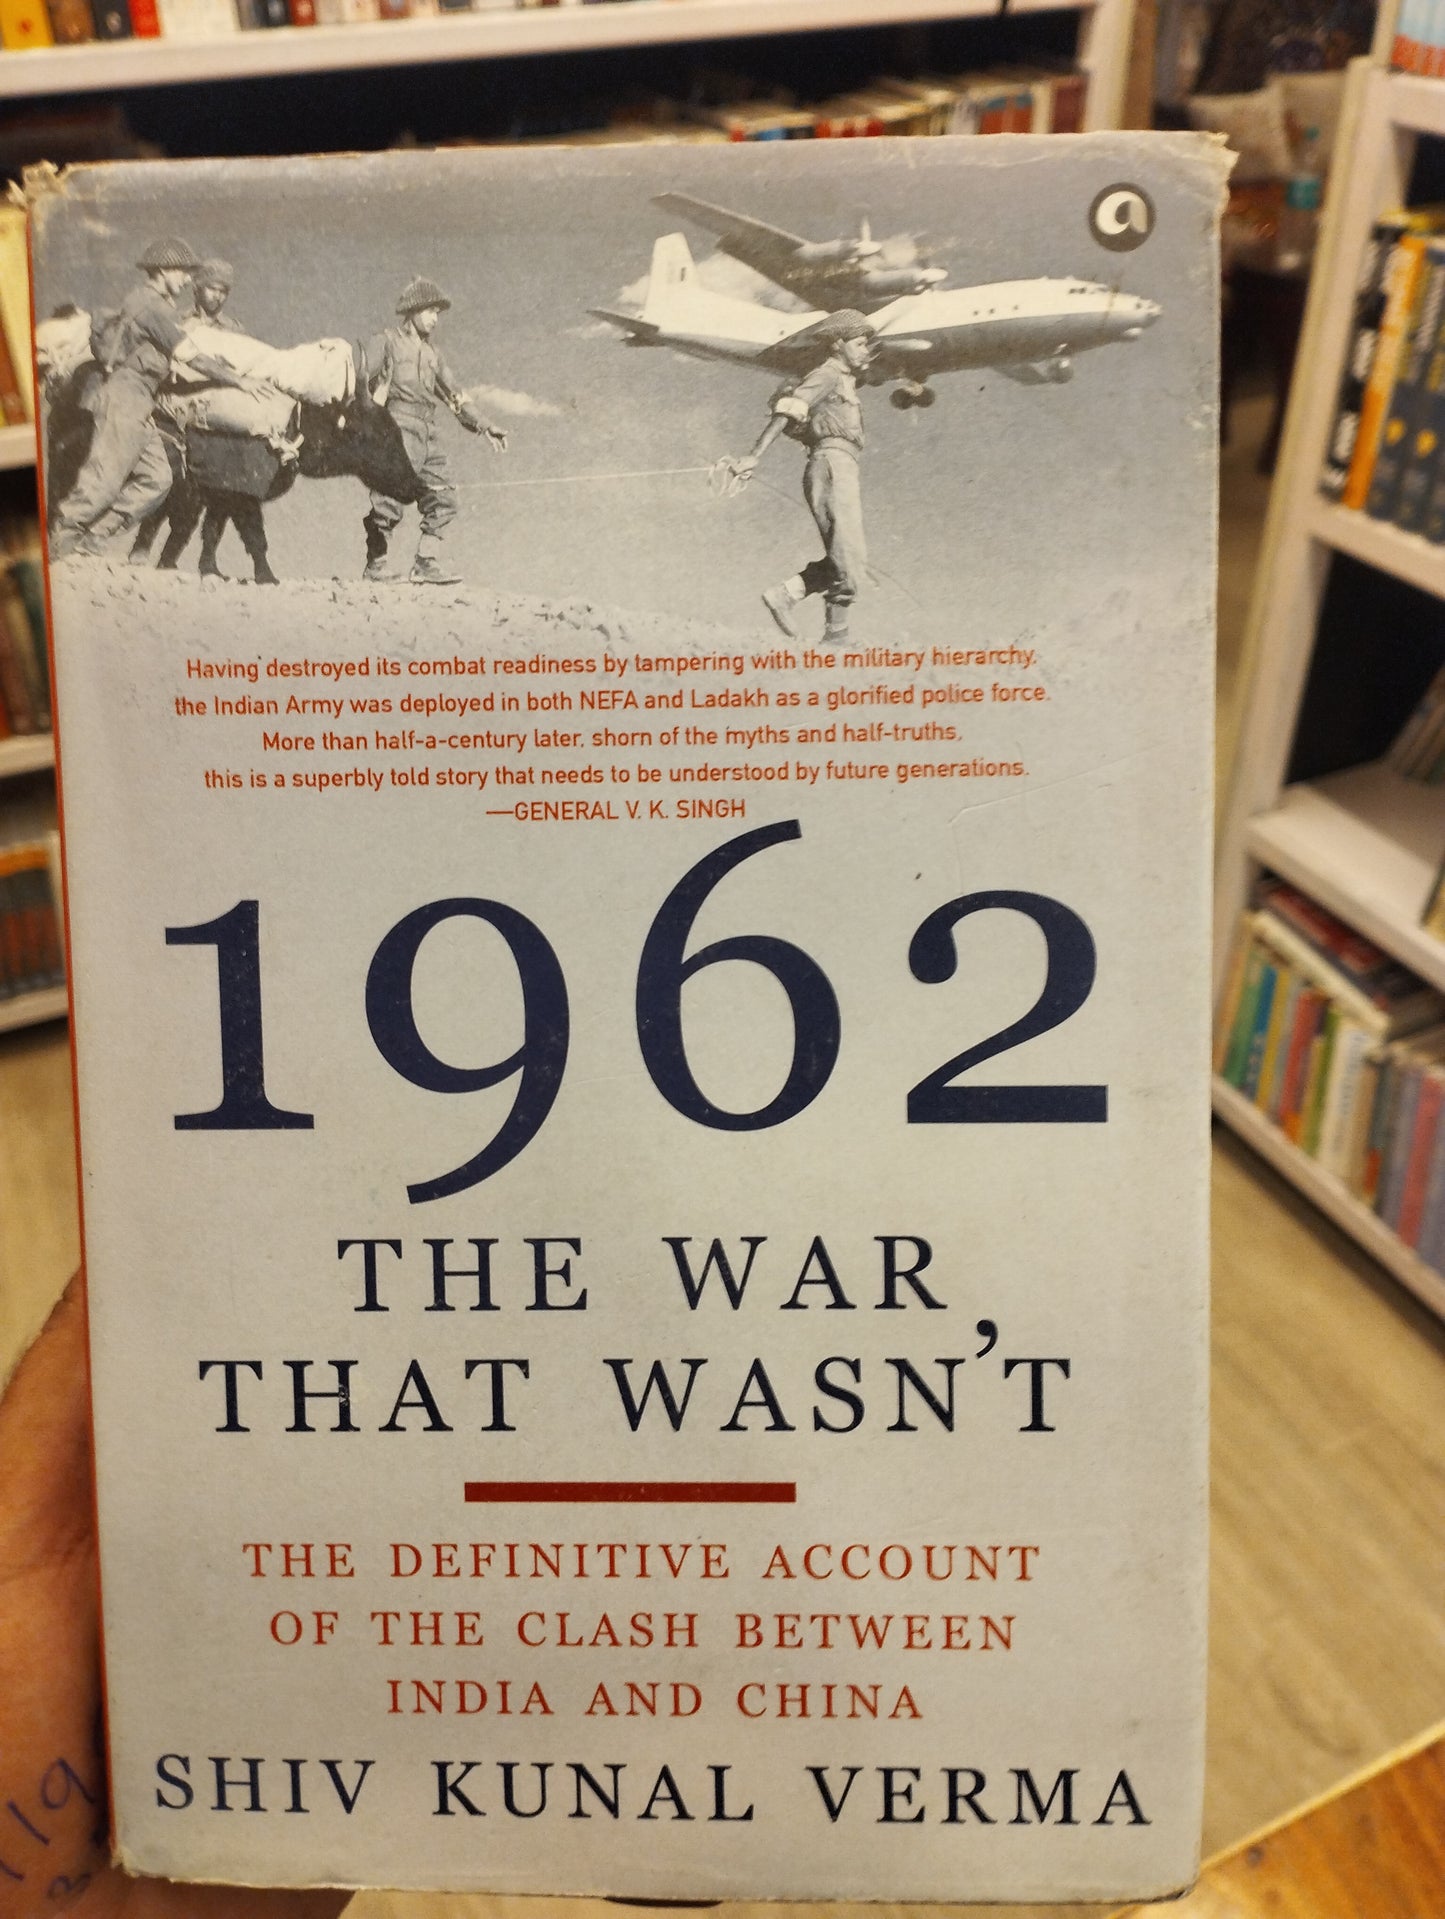 a
Having destroyed its combat readiness by tampering with the military hierarchy,
the Indian Army was deployed in both NEFA and Ladakh as a glorified police force.
More than half-a-century later, shorn of the myths and half-truths,
this is a superbly told story that needs to be understood by future generations.
—GENERAL V. K. SINGH
1962
THE WAR
THAT WASN'T
THE DEFINITIVE ACCOUNT
OF THE CLASH BETWEEN
INDIA AND CHINA
SHIV KUNAL VERMA